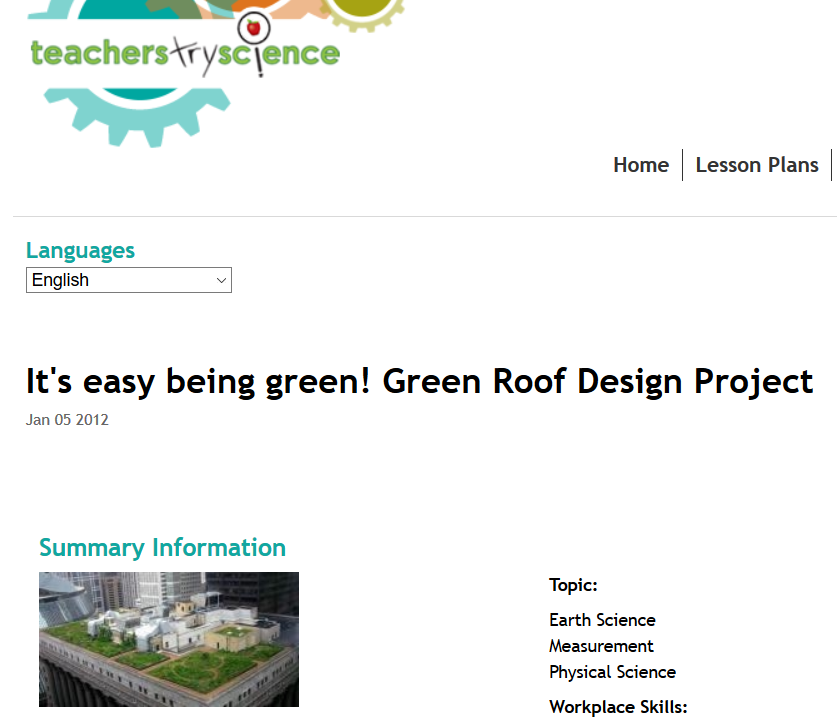 teacherstryscience
Home
Lesson Plans
Languages
English
It's easy being green! Green Roof Design Project
Jan 05 2012
Summary Information
Topic:
Earth Science
Measurement
Physical Science
Workplace Skills: